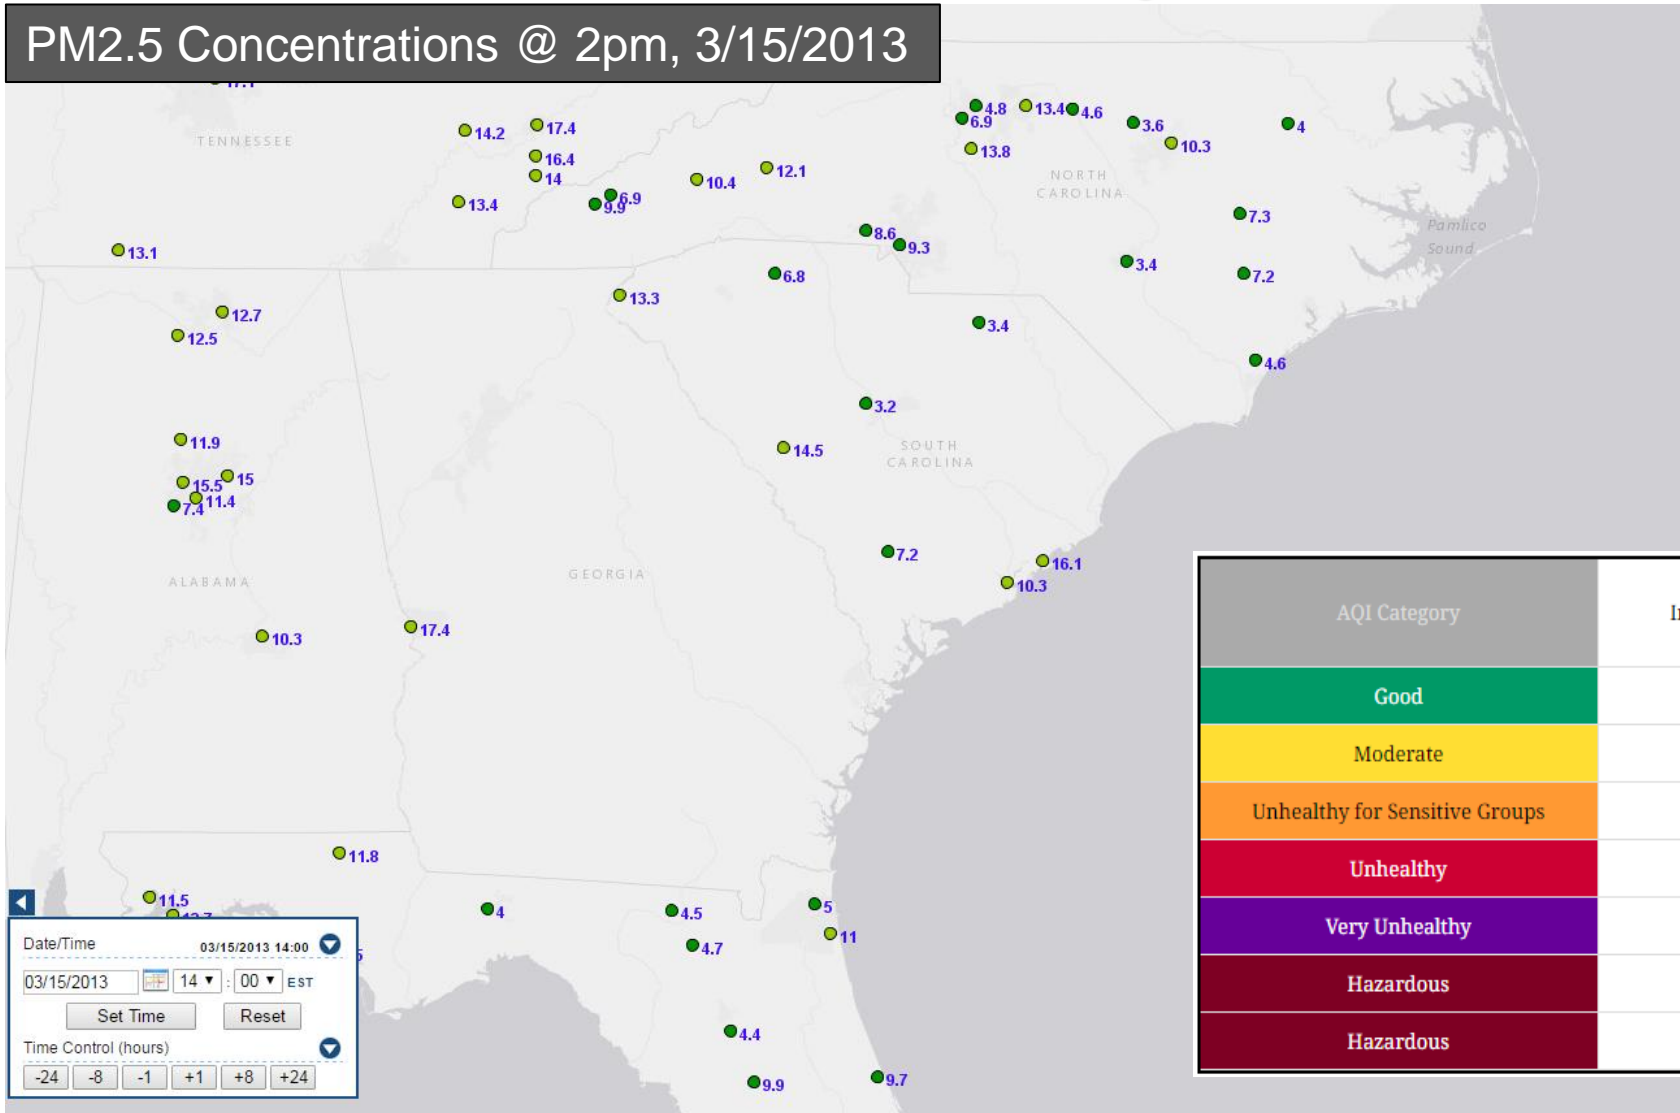 PM2.5 Concentrations @ 2pm, 3/15/2013
17.1
TENNESSEE
14.2
17.4
16.4
14
13.4
6.9
9.9
10.4
12.1
4.8
6.9
13.4
4.6
13.8
3.6
10.3
4
NORTH
CAROLINA
7.3
Pamlico
Sound
13.1
8.6
9.3
3.4
7.2
6.8
13.3
12.7
12.5
3.4
4.6
3.2
11.9
14.5
SOUTH
CAROLINA
15
15.5
11.4
7.4
7.2
16.1
10.3
ALABAMA
GEORGIA
10.3
17.4
11.8
11.5
4
4.5
5
4.7
11
4.4
9.9
9.7
Date/Time 03/15/2013 14:00
03/15/2013 14 : 00 EST
Set Time Reset
Time Control (hours)
-24 -8 -1 +1 +8 +24
AQI Category
Good
Moderate
Unhealthy for Sensitive Groups
Unhealthy
Very Unhealthy
Hazardous
Hazardous